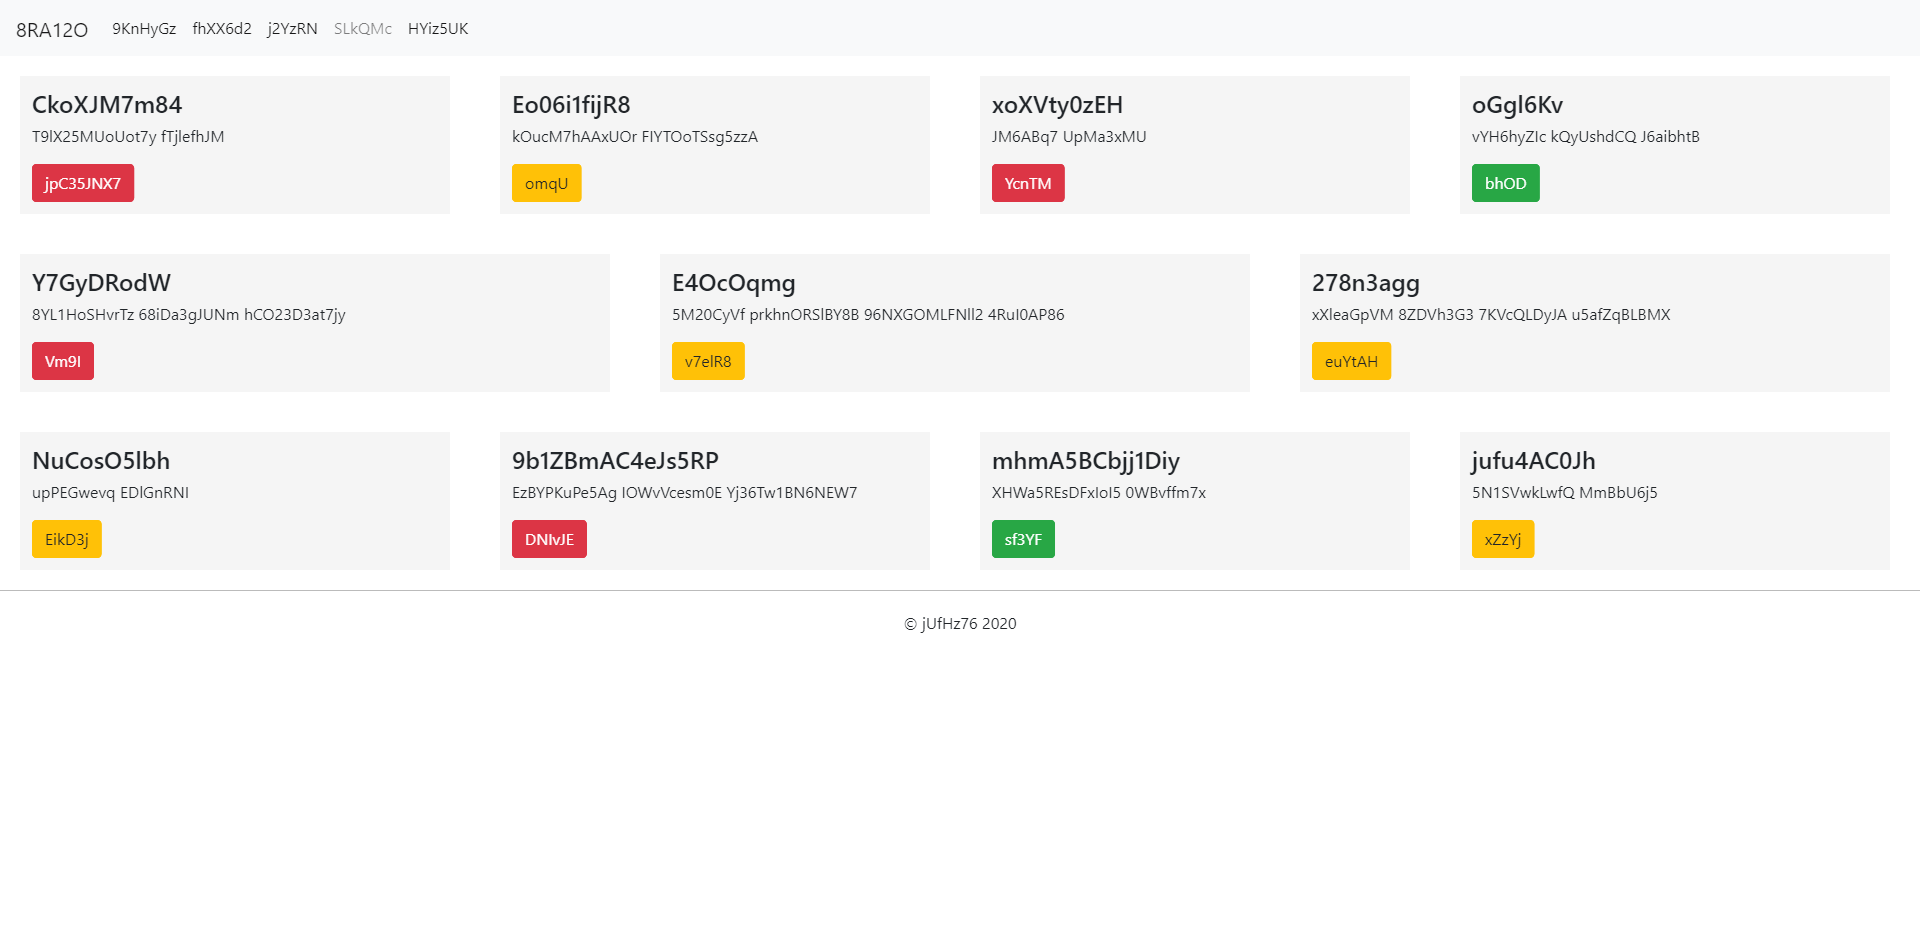 8RA12O 9KnHyGz fhXX6d2 j2YzRN SLkQMc HYiz5UK
CkoXJM7m84
T9lX25MUoUot7y fTjlefhJM
jpC35JNX7
Eo06i1fijR8
kOucM7hAAxUOr FIYTOoTSsg5zzA
omqU
xoXVty0zEH
JM6ABq7 UpMa3xMU
YcnTM
oGgl6Kv
vYH6hyZIc kQyUshdCQ J6aibhtB
bhOD
Y7GyDRodW
8YL1HoSHvrTz 68iDa3gJUNm hCO23D3at7jy
Vm9I
E4OcOqmg
5M20CyVf prkhnORSlBY8B 96NXGOMLFNll2 4RuI0AP86
v7elR8
278n3agg
xXleaGpVM 8ZDVh3G3 7KVcQLDyJA u5afZqBLBMX
euYtAH
NuCosO5lbh
upPEGwevq EDlGnRNI
EikD3j
9b1ZBmAC4eJs5RP
EzBYPKuPe5Ag IOWvVcesm0E Yj36Tw1BN6NEW7
DNIvJE
mhmA5BCbjj1Diy
XHWa5REsDFxIoI5 0WBvffm7x
sf3YF
jufu4AC0Jh
5N1SVwkLwfQ MmBbU6j5
xZzYj
© jUfHz76 2020